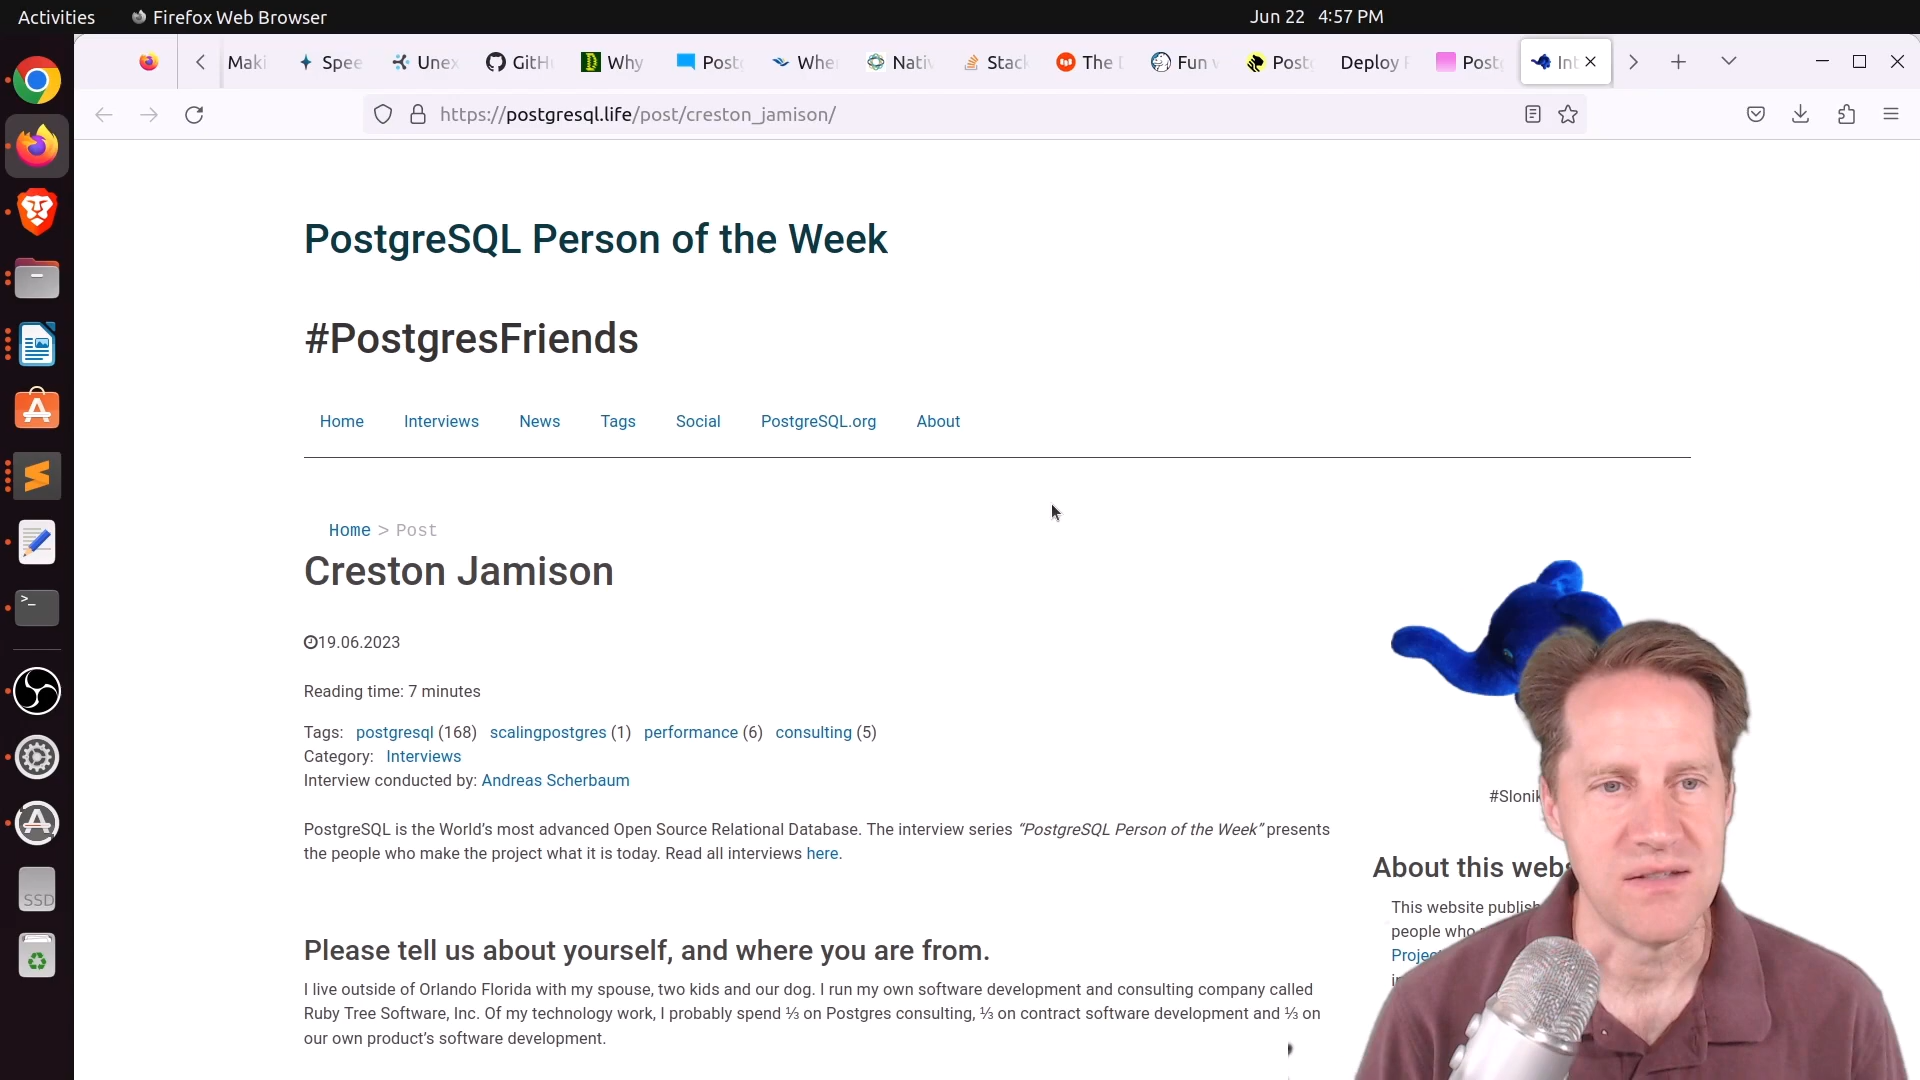 Activities Firefox Web Browser Jun 22 4:57 PM
Maki Spee Unex GitH Why Post Whe Nativ Stack The D Fun v Post Deploy Post Int
https://postgresql.life/post/creston_jamison/
PostgreSQL Person of the Week
#PostgresFriends
Home Interviews News Tags Social PostgreSQL.org About
Home > Post
Creston Jamison
19.06.2023
Reading time: 7 minutes
Tags: postgresql (168) scalingpostgres (1) performance (6) consulting (5)
Category: Interviews
Interview conducted by: Andreas Scherbaum
#Slonik
PostgreSQL is the World’s most advanced Open Source Relational Database. The interview series “PostgreSQL Person of the Week” presents
the people who make the project what it is today. Read all interviews here.
Please tell us about yourself, and where you are from.
I live outside of Orlando Florida with my spouse, two kids and our dog. I run my own software development and consulting company called
Ruby Tree Software, Inc. Of my technology work, I probably spend ⅓ on Postgres consulting, ⅓ on contract software development and ⅓ on
our own product’s software development.
About this webs
This website publish
people who
Projec
SSD